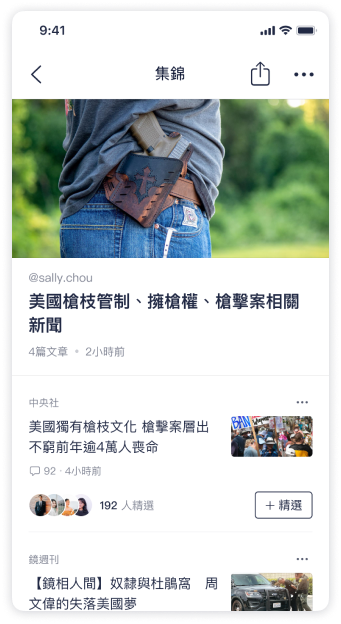 9:41
集錦
@sally.chou
美國槍枝管制、擁槍權、槍擊案相關
新聞
4篇文章 • 2小時前
中央社
美國獨有槍枝文化 槍擊案層出
不窮前年逾4萬人喪命
92 · 4小時前
192 人精選
+ 精選
鏡週刊
【鏡相人間】奴隸與杜鵑窩 周
文偉的失落美國夢